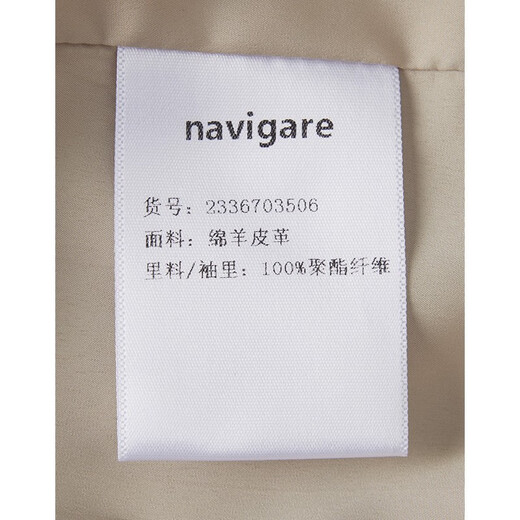 navigare
货号: 2336703506
面料: 绵羊皮革
里料/袖里: 100%聚酯纤维